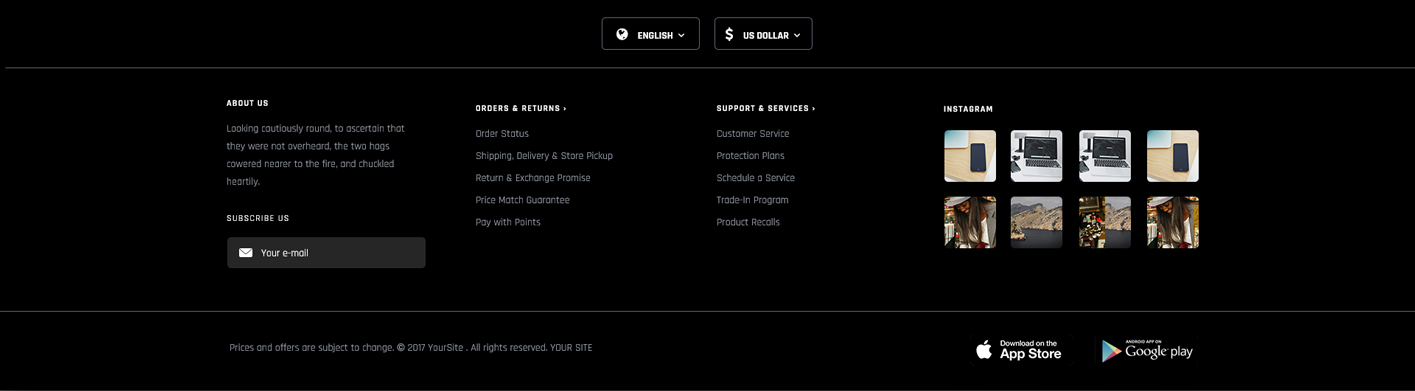 ENGLISH
US DOLLAR
ABOUT US
Looking cautiously round, to ascertain that
they were not overheard, the two hags
cowered nearer to the fire, and chuckled
heartily.
SUBSCRIBE US
Your e-mail
ORDERS & RETURNS ›
Order Status
Shipping, Delivery & Store Pickup
Return & Exchange Promise
Price Match Guarantee
Pay with Points
SUPPORT & SERVICES ›
Customer Service
Protection Plans
Schedule a Service
Trade-In Program
Product Recalls
INSTAGRAM
Prices and offers are subject to change. © 2017 YourSite . All rights reserved. YOUR SITE
Download on the
App Store
ANDROID APP ON
Google play